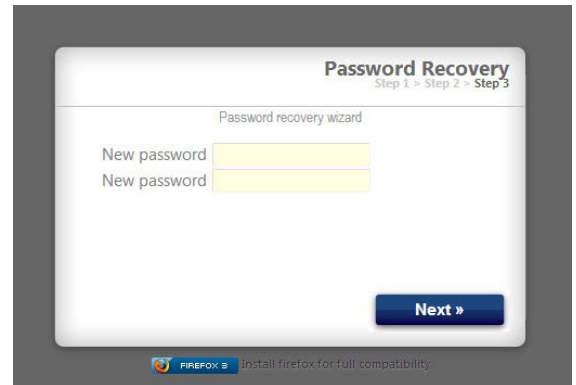 Password Recovery
Step 1 > Step 2 > Step 3
Password recovery wizard
New password
New password
Next »
FIREFOX 3 Install firefox for full compatibility